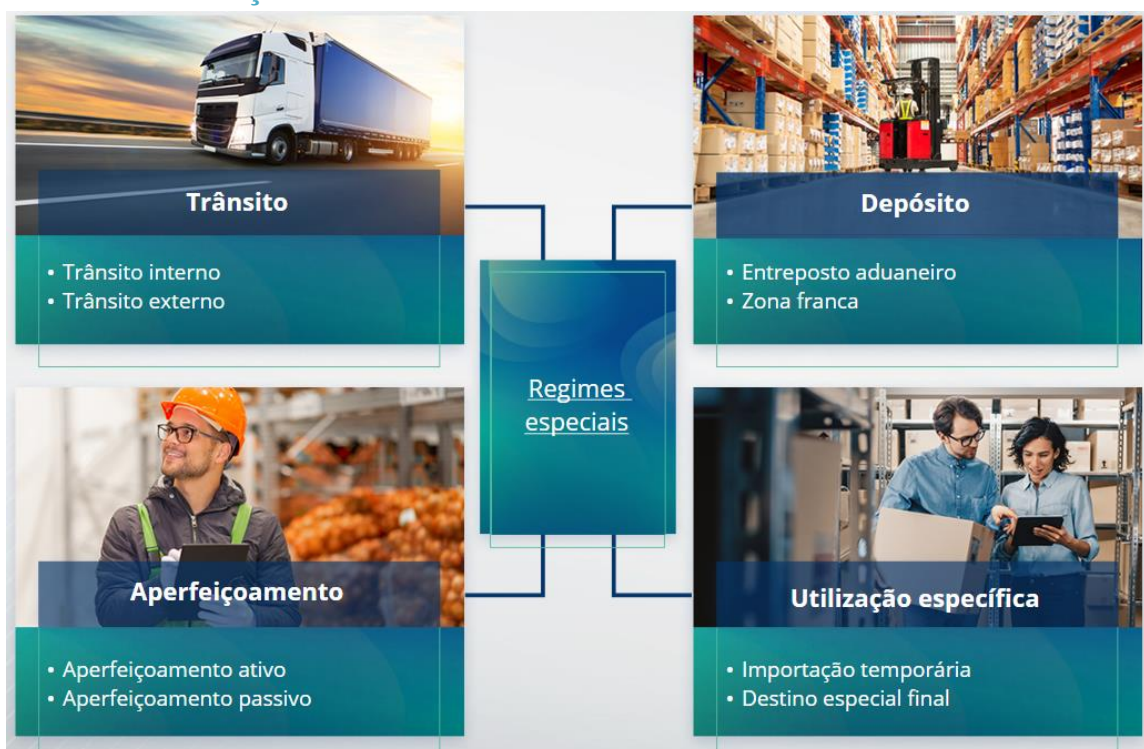 Trânsito
• Trânsito interno
• Trânsito externo
Depósito
• Entreposto aduaneiro
• Zona franca
Regimes
especiais
Aperfeiçoamento
• Aperfeiçoamento ativo
• Aperfeiçoamento passivo
Utilização específica
• Importação temporária
• Destino especial final